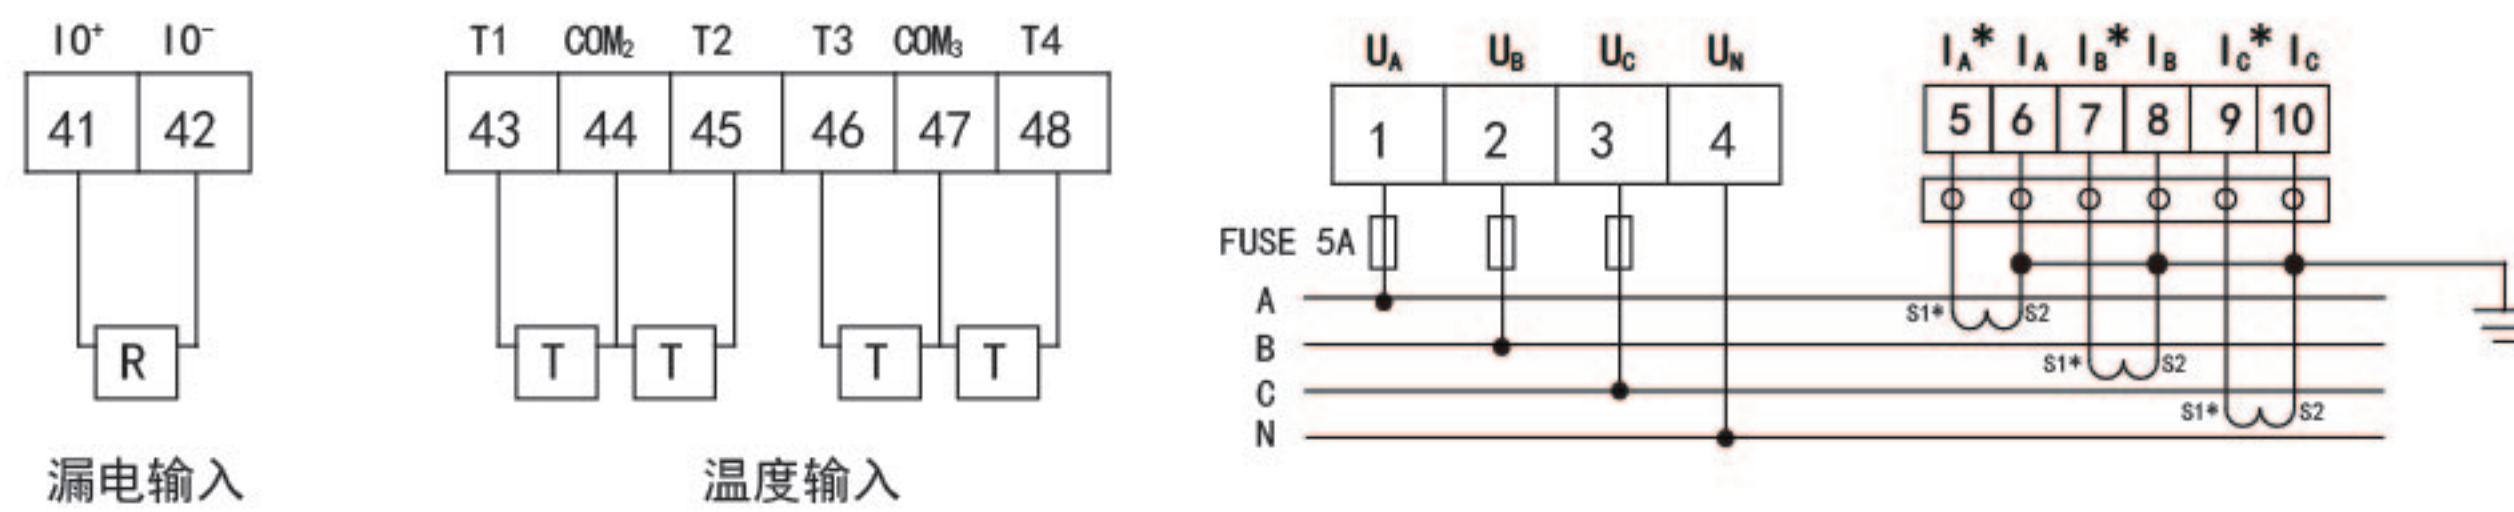 I0⁺ I0⁻
41 42
R
漏电输入
T1 COM₂ T2 T3 COM₃ T4
43 44 45 46 47 48
T T T T
温度输入
U_A U_B U_C U_N
1 2 3 4
FUSE 5A
A
B
C
N
I_A* I_A I_B* I_B I_C* I_C
5 6 7 8 9 10
S1* S2
S1* S2
S1* S2